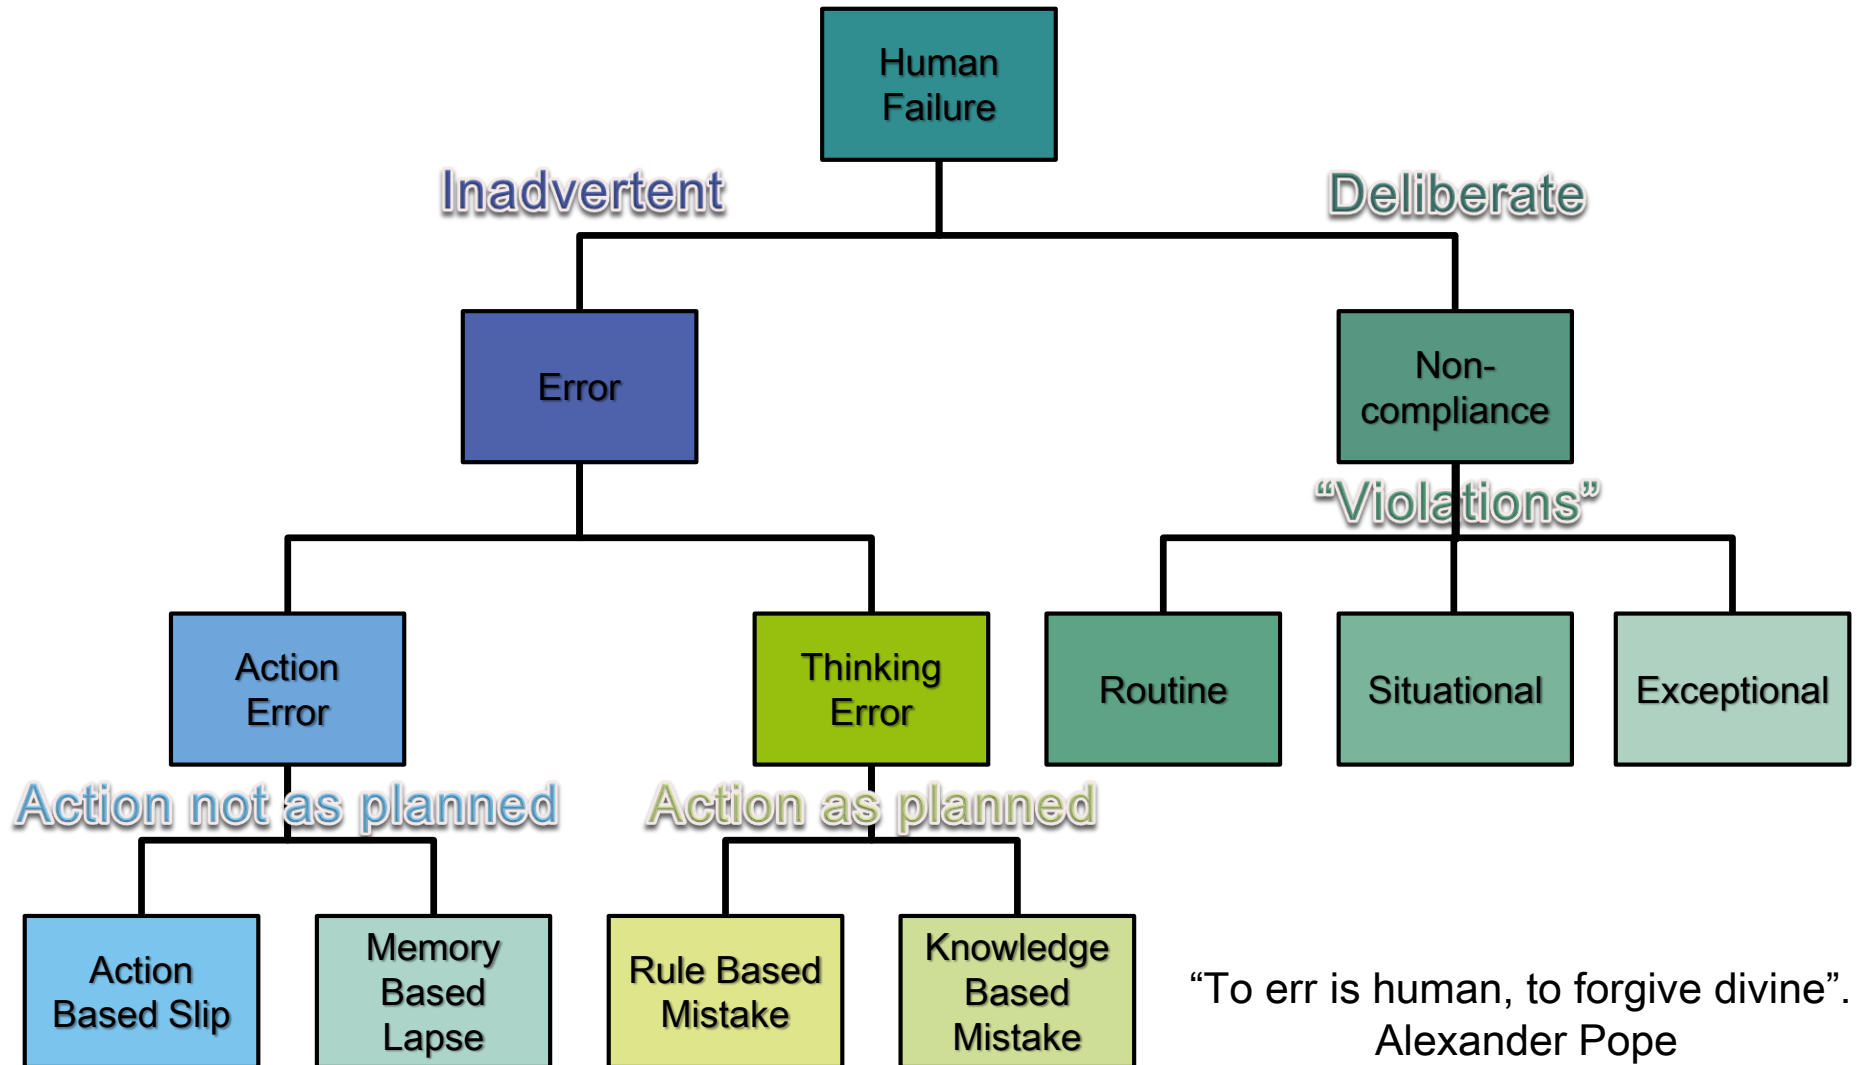 Human
Failure
Inadvertent
Deliberate
Error
Non-
compliance
“Violations”
Action
Error
Thinking
Error
Routine
Situational
Exceptional
Action not as planned
Action as planned
Action
Based Slip
Memory
Based
Lapse
Rule Based
Mistake
Knowledge
Based
Mistake
“To err is human, to forgive divine”.
Alexander Pope